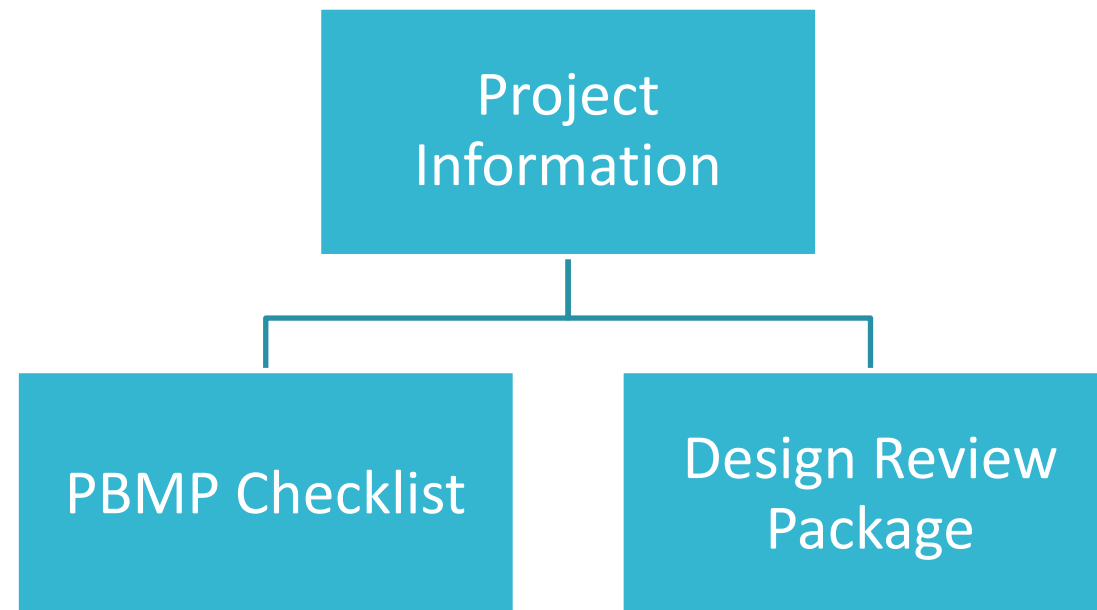 Project
Information
PBMP Checklist
Design Review
Package